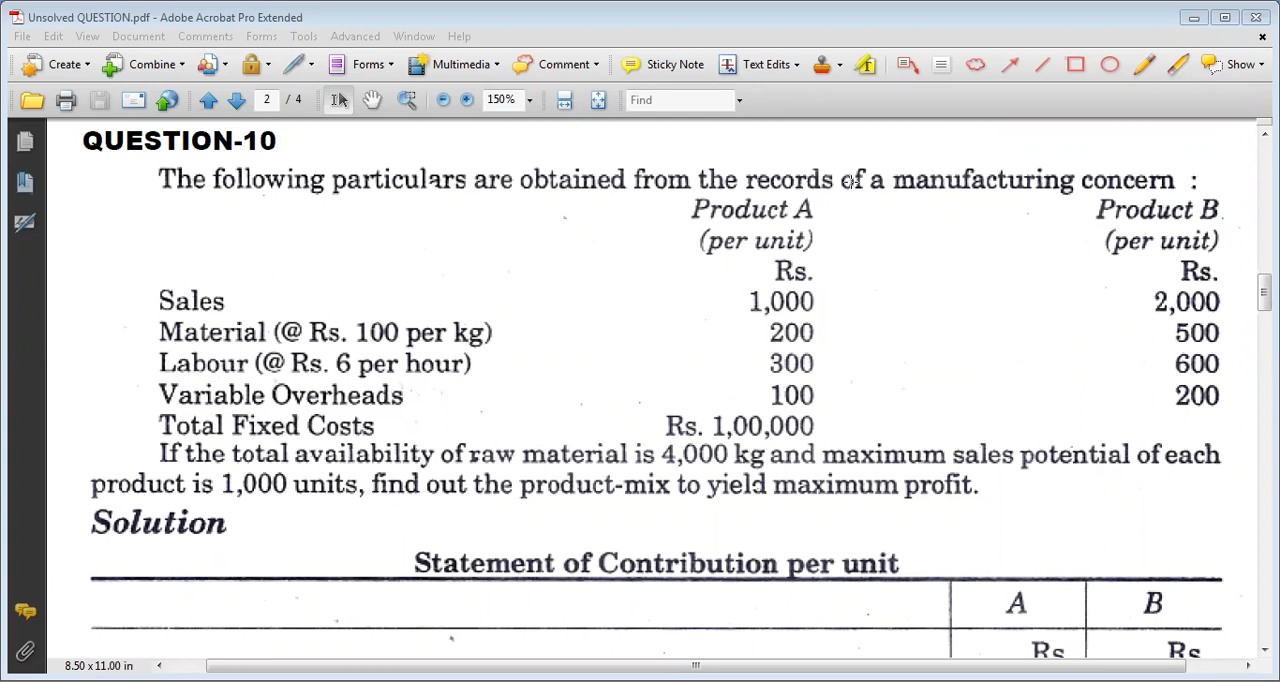 Unsolved QUESTION.pdf - Adobe Acrobat Pro Extended
File Edit View Document Comments Forms Tools Advanced Window Help
Create Combine Forms Multimedia Comment Sticky Note Text Edits Show
2 / 4 150% Find
QUESTION-10
The following particulars are obtained from the records of a manufacturing concern :
Product A Product B
(per unit) (per unit)
Rs. Rs.
Sales 1,000 2,000
Material (@ Rs. 100 per kg) 200 500
Labour (@ Rs. 6 per hour) 300 600
Variable Overheads 100 200
Total Fixed Costs Rs. 1,00,000
If the total availability of raw material is 4,000 kg and maximum sales potential of each
product is 1,000 units, find out the product-mix to yield maximum profit.
Solution
Statement of Contribution per unit
A B
Rs Rs
8.50 x 11.00 in